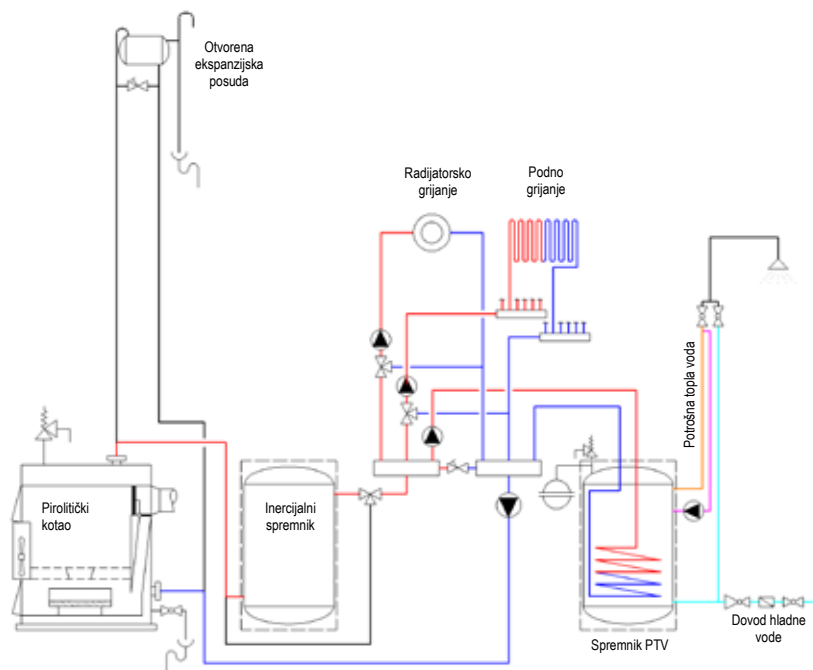 Otvorena
ekspanzijska
posuda
Radijatorsko
grijanje
Podno
grijanje
Potrošna topla voda
Pirolitički
kotao
Inercijalni
spremnik
Spremnik PTV
Dovod hladne
vode